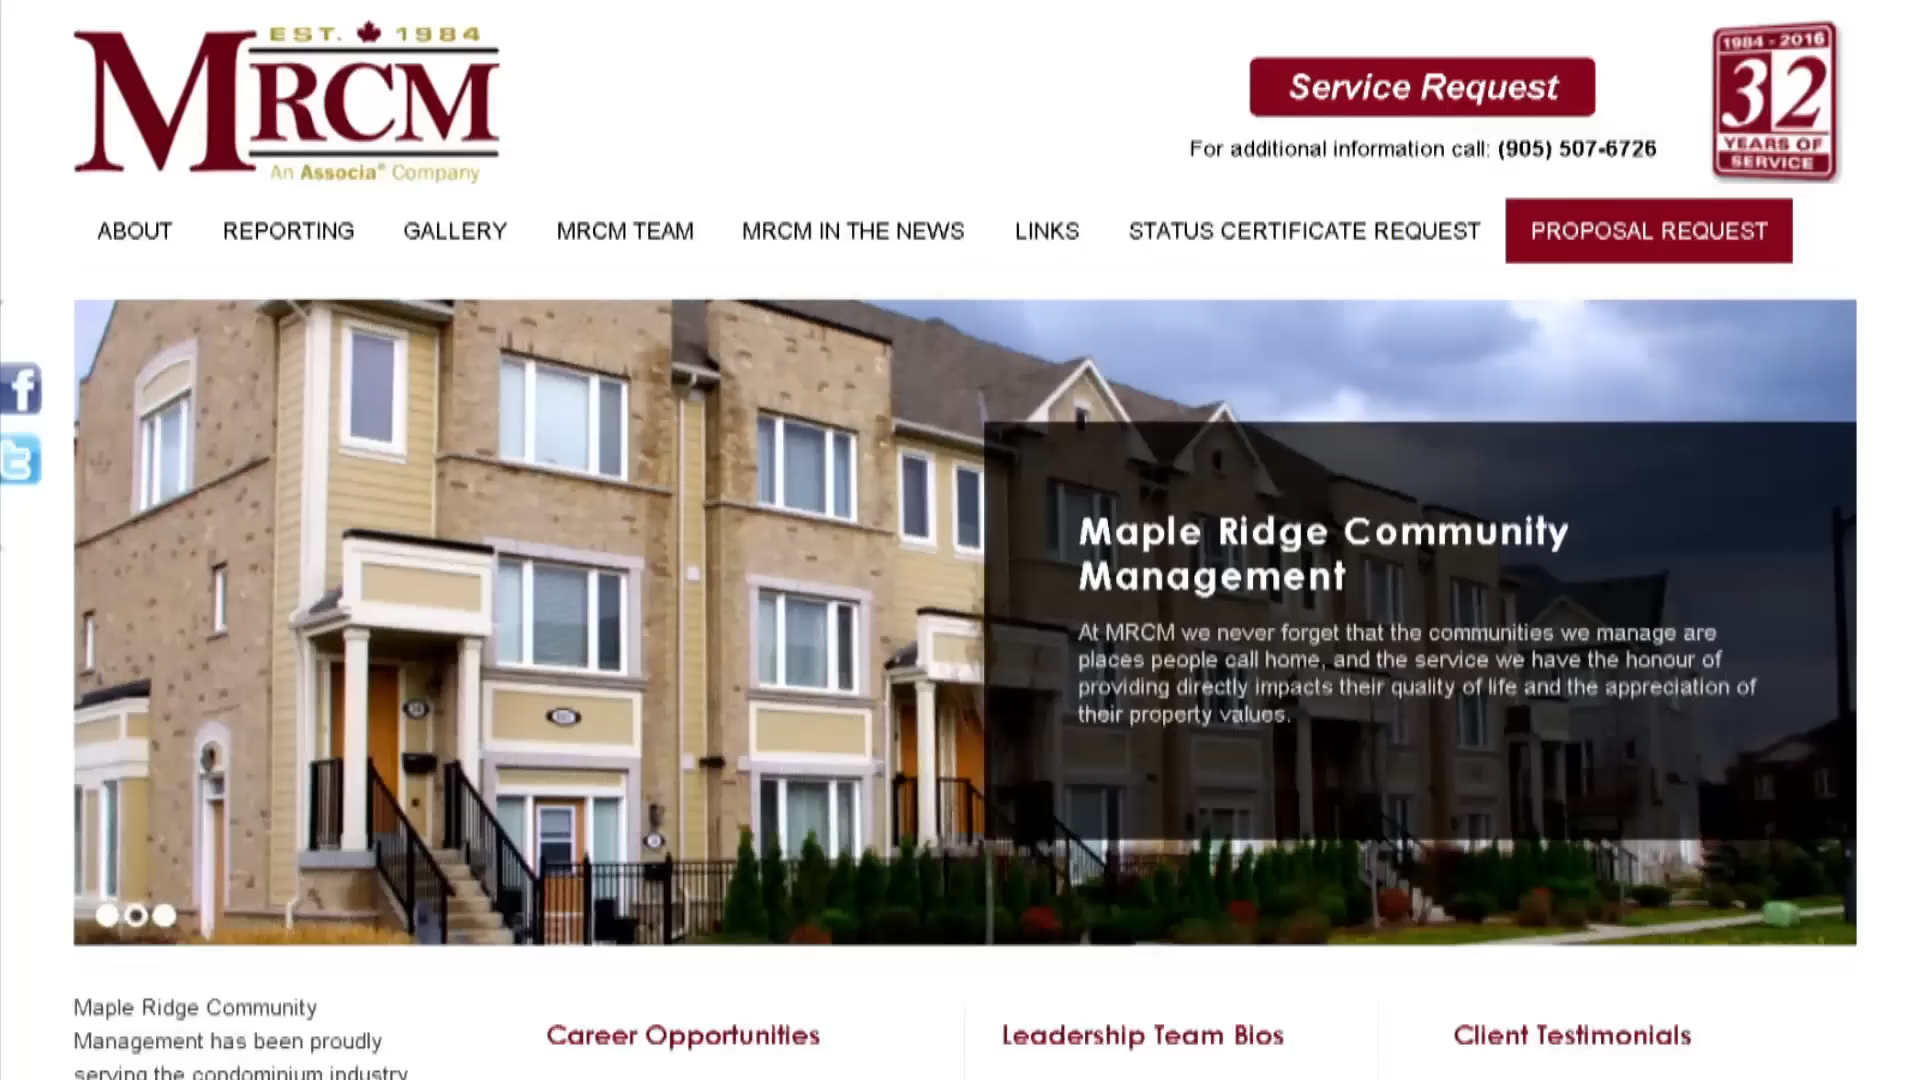 EST. 1984
MRCM
An Associa® Company
Service Request
For additional information call: (905) 507-6726
1984 - 2016
32
YEARS OF
SERVICE
ABOUT REPORTING GALLERY MRCM TEAM MRCM IN THE NEWS LINKS STATUS CERTIFICATE REQUEST PROPOSAL REQUEST
Maple Ridge Community
Management
At MRCM we never forget that the communities we manage are
places people call home, and the service we have the honour of
providing directly impacts their quality of life and the appreciation of
their property values.
Maple Ridge Community
Management has been proudly
serving the condominium industry
Career Opportunities
Leadership Team Bios
Client Testimonials